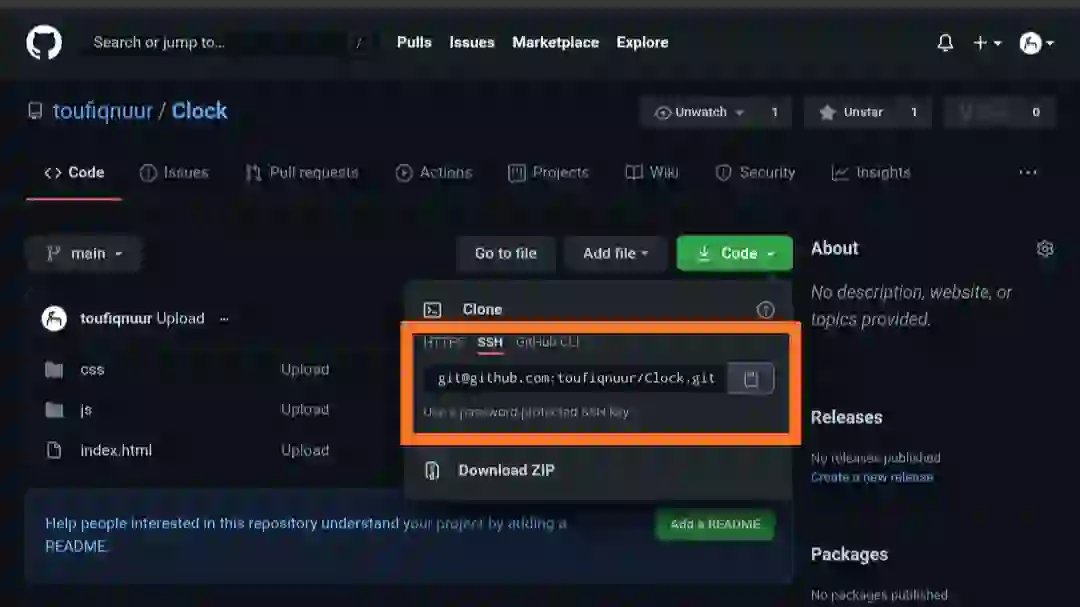 Search or jump to... /
Pulls Issues Marketplace Explore
toufiqnuur / Clock
Unwatch 1
Unstar 1
0
Code Issues Pull requests Actions Projects Wiki Security Insights ...
main
Go to file
Add file
Code
toufiqnuur Upload ...
css Upload
js Upload
index.html Upload
Clone
HTTPS SSH GitHub CLI
git@github.com:toufiqnuur/Clock.git
Use a password protected SSH key.
Download ZIP
Help people interested in this repository understand your project by adding a
README.
Add a README
About
No description, website, or
topics provided.
Releases
No releases published
Create a new release
Packages
No packages published